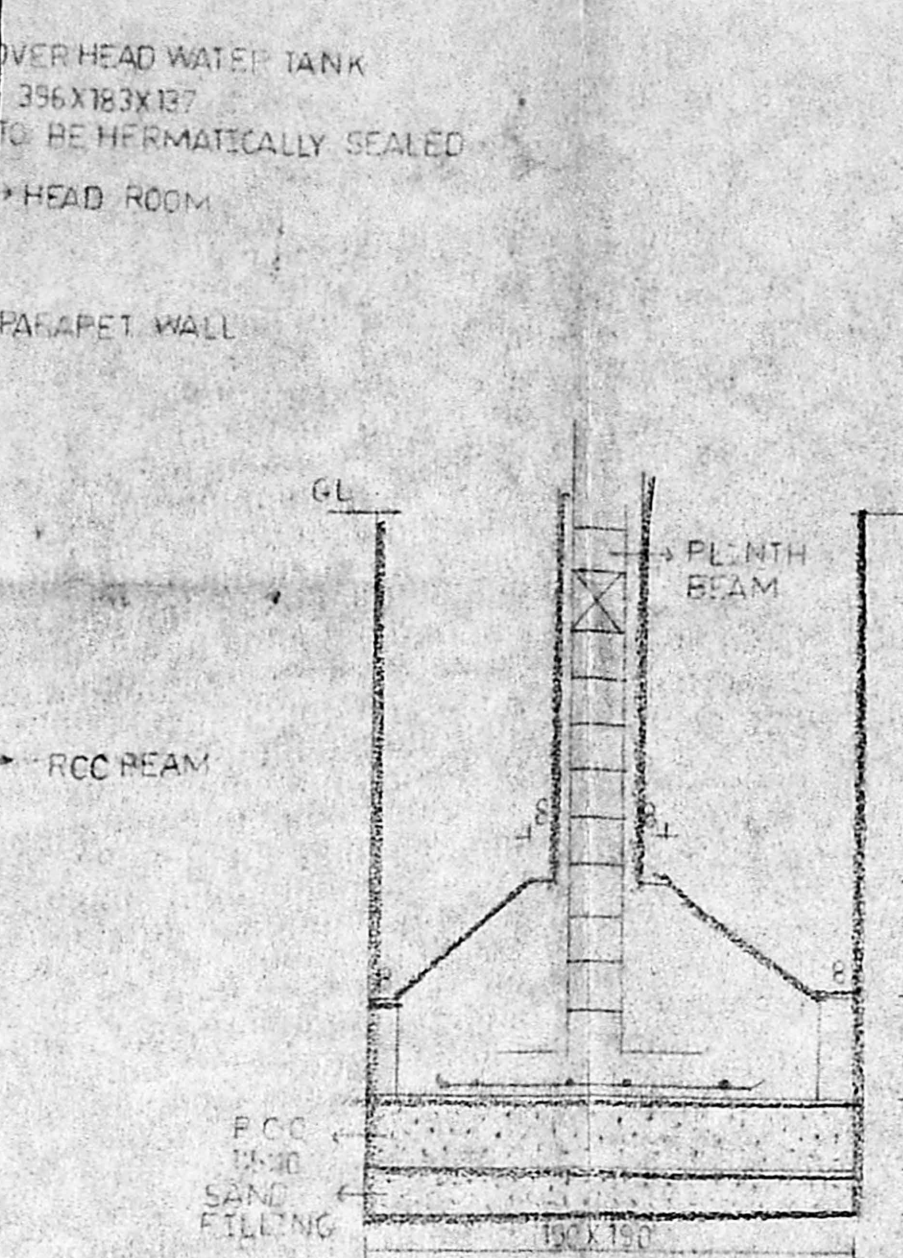 OVER HEAD WATER TANK
396X183X137
TO BE HERMATICALLY SEALED
HEAD ROOM
PARAPET WALL
GL
PLINTH
BEAM
RCC BEAM
8
8
8
8
P.C.C
SAND
FILLING
190X190